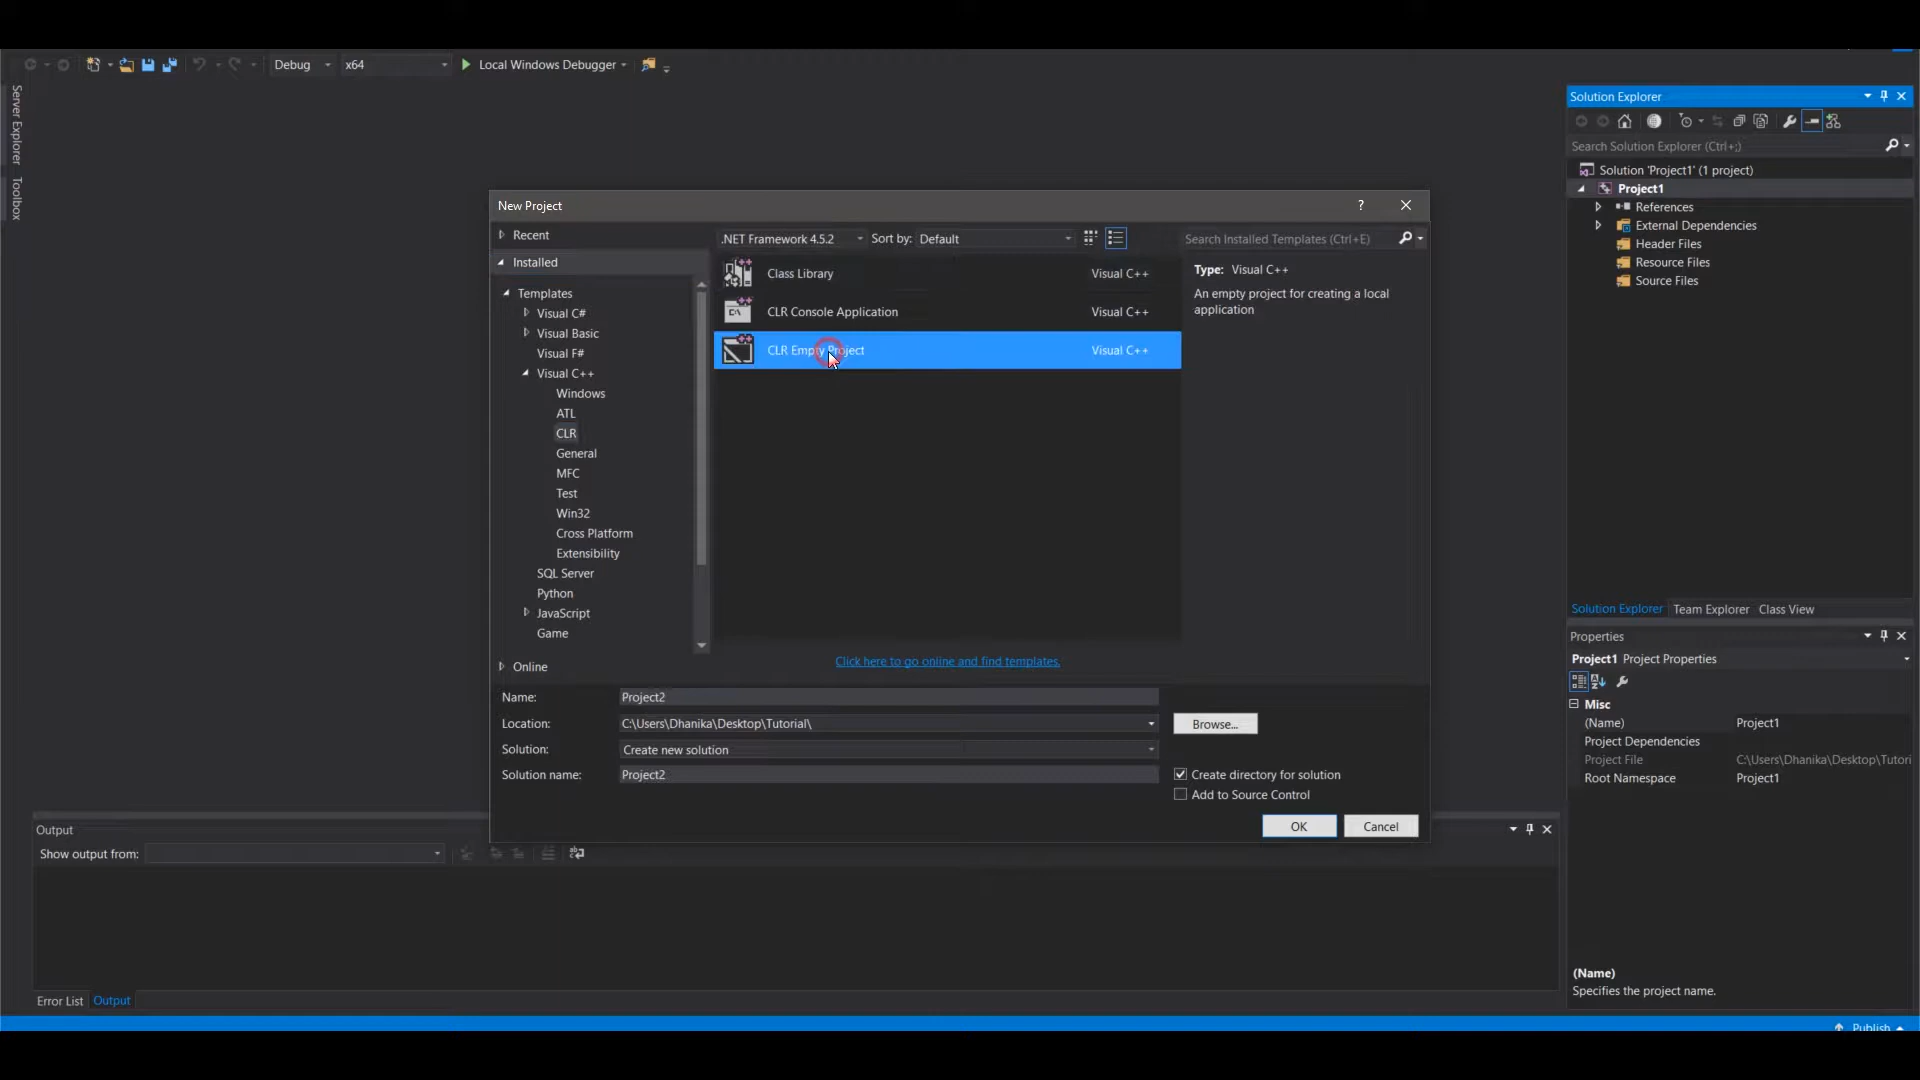 Debug
x64
Local Windows Debugger
Server Explorer
Toolbox
New Project
?
Recent
Installed
Templates
Visual C#
Visual Basic
Visual F#
Visual C++
Windows
ATL
CLR
General
MFC
Test
Win32
Cross Platform
Extensibility
SQL Server
Python
JavaScript
Game
Online
.NET Framework 4.5.2
Sort by: Default
Search Installed Templates (Ctrl+E)
Class Library Visual C++
CLR Console Application Visual C++
CLR Empty Project Visual C++
Type: Visual C++
An empty project for creating a local
application
Click here to go online and find templates.
Name: Project2
Location: C:\Users\Dhanika\Desktop\Tutorial\
Browse...
Solution: Create new solution
Solution name: Project2
Create directory for solution
Add to Source Control
OK Cancel
Solution Explorer
Search Solution Explorer (Ctrl+;)
Solution 'Project1' (1 project)
Project1
References
External Dependencies
Header Files
Resource Files
Source Files
Solution Explorer Team Explorer Class View
Properties
Project1 Project Properties
Misc
(Name) Project1
Project Dependencies
Project File C:\Users\Dhanika\Desktop\Tutori
Root Namespace Project1
(Name)
Specifies the project name.
Output
Show output from:
Error List Output
Publish